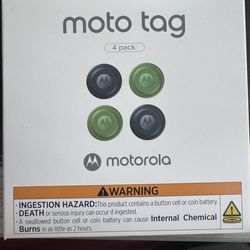 moto tag
4 pack
motorola
WARNING
• INGESTION HAZARD: This product contains a button cell or coin battery.
• DEATH or serious injury can occur if ingested.
• A swallowed button cell or coin battery can cause Internal Chemical
Burns in as little as 2 hours.